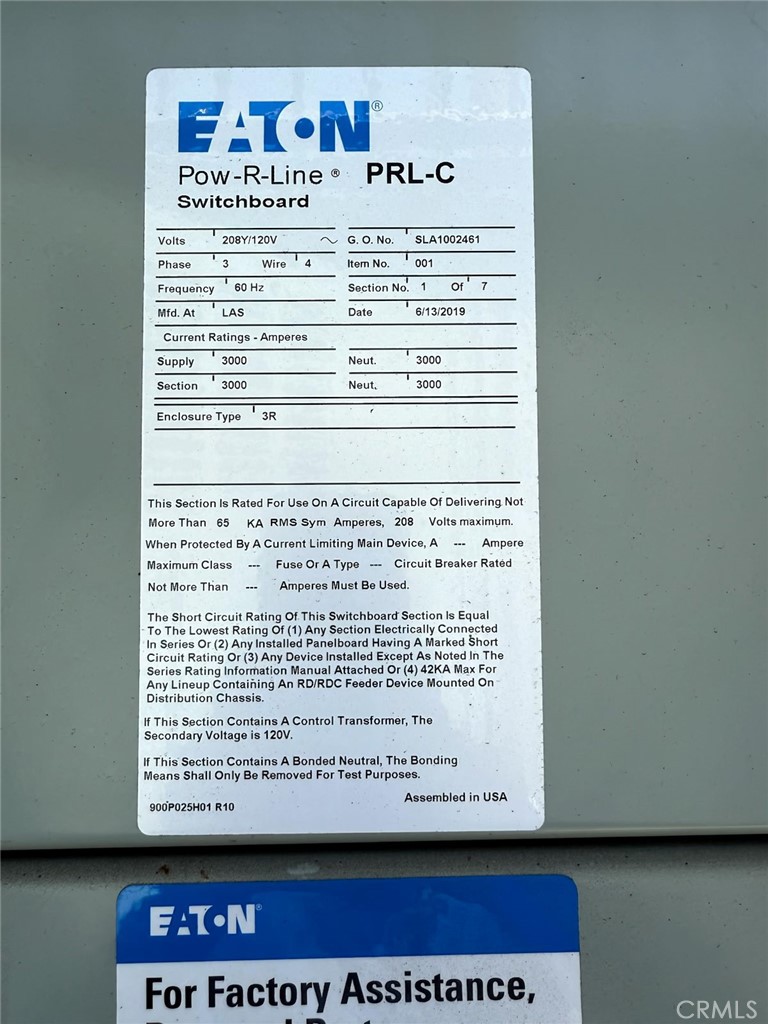 EATON®
Pow-R-Line ® PRL-C
Switchboard
Volts 208Y/120V ~ G. O. No. SLA1002461
Phase 3 Wire 4 Item No. 001
Frequency 60 Hz Section No. 1 Of 7
Mfd. At LAS Date 6/13/2019
Current Ratings - Amperes
Supply 3000 Neut. 3000
Section 3000 Neut. 3000
Enclosure Type 3R
This Section Is Rated For Use On A Circuit Capable Of Delivering Not
More Than 65 KA RMS Sym Amperes, 208 Volts maximum.
When Protected By A Current Limiting Main Device, A --- Ampere
Maximum Class --- Fuse Or A Type --- Circuit Breaker Rated
Not More Than --- Amperes Must Be Used.
The Short Circuit Rating Of This Switchboard Section Is Equal
To The Lowest Rating Of (1) Any Section Electrically Connected
In Series Or (2) Any Installed Panelboard Having A Marked Short
Circuit Rating Or (3) Any Device Installed Except As Noted In The
Series Rating Information Manual Attached Or (4) 42KA Max For
Any Lineup Containing An RD/RDC Feeder Device Mounted On
Distribution Chassis.
If This Section Contains A Control Transformer, The
Secondary Voltage is 120V.
If This Section Contains A Bonded Neutral, The Bonding
Means Shall Only Be Removed For Test Purposes.
900P025H01 R10 Assembled in USA
EATON®
For Factory Assistance,
CRMLS